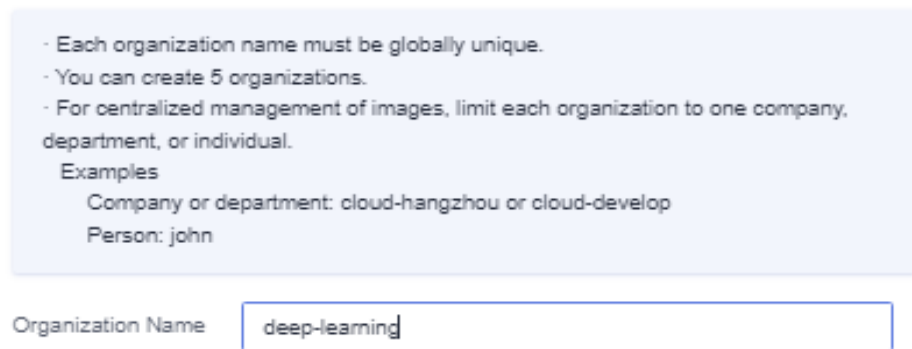 · Each organization name must be globally unique.
· You can create 5 organizations.
· For centralized management of images, limit each organization to one company,
department, or individual.
Examples
Company or department: cloud-hangzhou or cloud-develop
Person: john
Organization Name
deep-learning